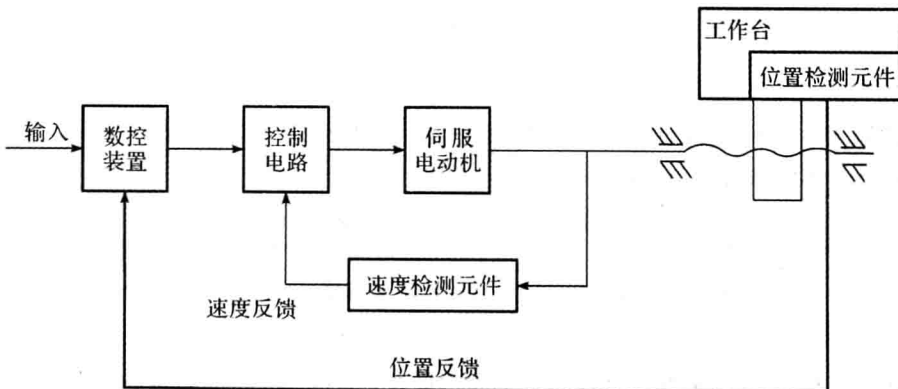 工作台
位置检测元件
输入
数控
装置
控制
电路
伺服
电动机
速度检测元件
速度反馈
位置反馈